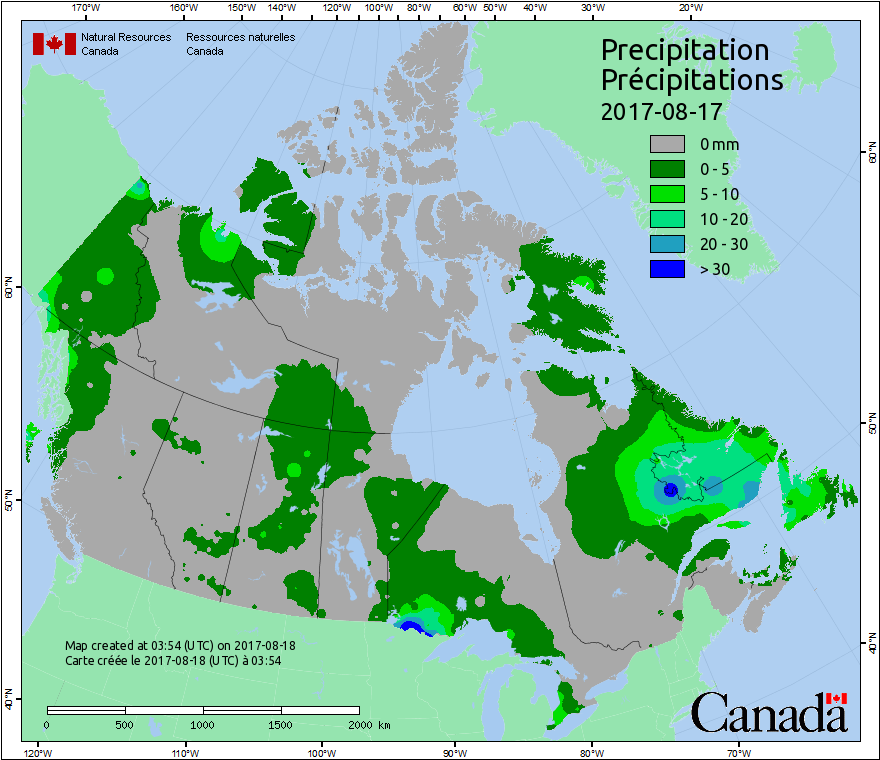 170°W 160°W 150°W 140°W 120°W 100°W 80°W 60°W 50°W 40°W 30°W 20°W
Natural Resources Ressources naturelles
Canada Canada
Precipitation
Précipitations
2017-08-17
0 mm
0 - 5
5 - 10
10 - 20
20 - 30
> 30
60°N
60°N
50°N
50°N
40°N
40°N
Map created at 03:54 (UTC) on 2017-08-18
Carte créée le 2017-08-18 (UTC) à 03:54
0 500 1000 1500 2000 km
Canada
120°W 110°W 100°W 90°W 80°W 70°W